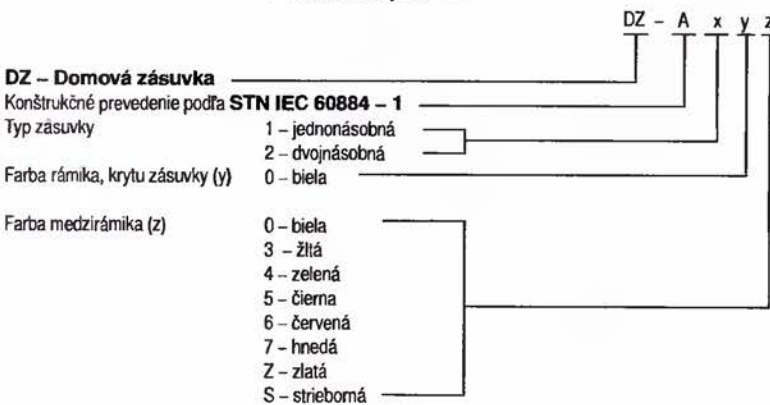 DZ – A x y z
DZ – Domová zásuvka
Konštrukčné prevedenie podľa STN IEC 60884 – 1
Typ zásuvky 1 – jednonásobná
2 – dvojnásobná
Farba rámika, krytu zásuvky (y) 0 – biela
Farba medzirámika (z) 0 – biela
3 – žltá
4 – zelená
5 – čierna
6 – červená
7 – hnedá
Z – zlatá
S – strieborná